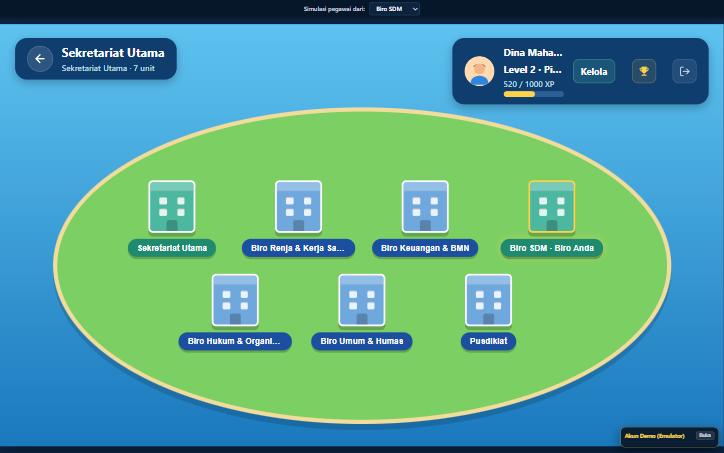 Simulasi pegawai dari: Biro SDM
Sekretariat Utama
Sekretariat Utama · 7 unit
Dina Maha...
Level 2 · Pi...
520 / 1000 XP
Kelola
Sekretariat Utama
Biro Renja & Kerja Sa...
Biro Keuangan & BMN
Biro SDM · Biro Anda
Biro Hukum & Organi...
Biro Umum & Humas
Pusdiklat
Akun Demo (Emulator)
Buka